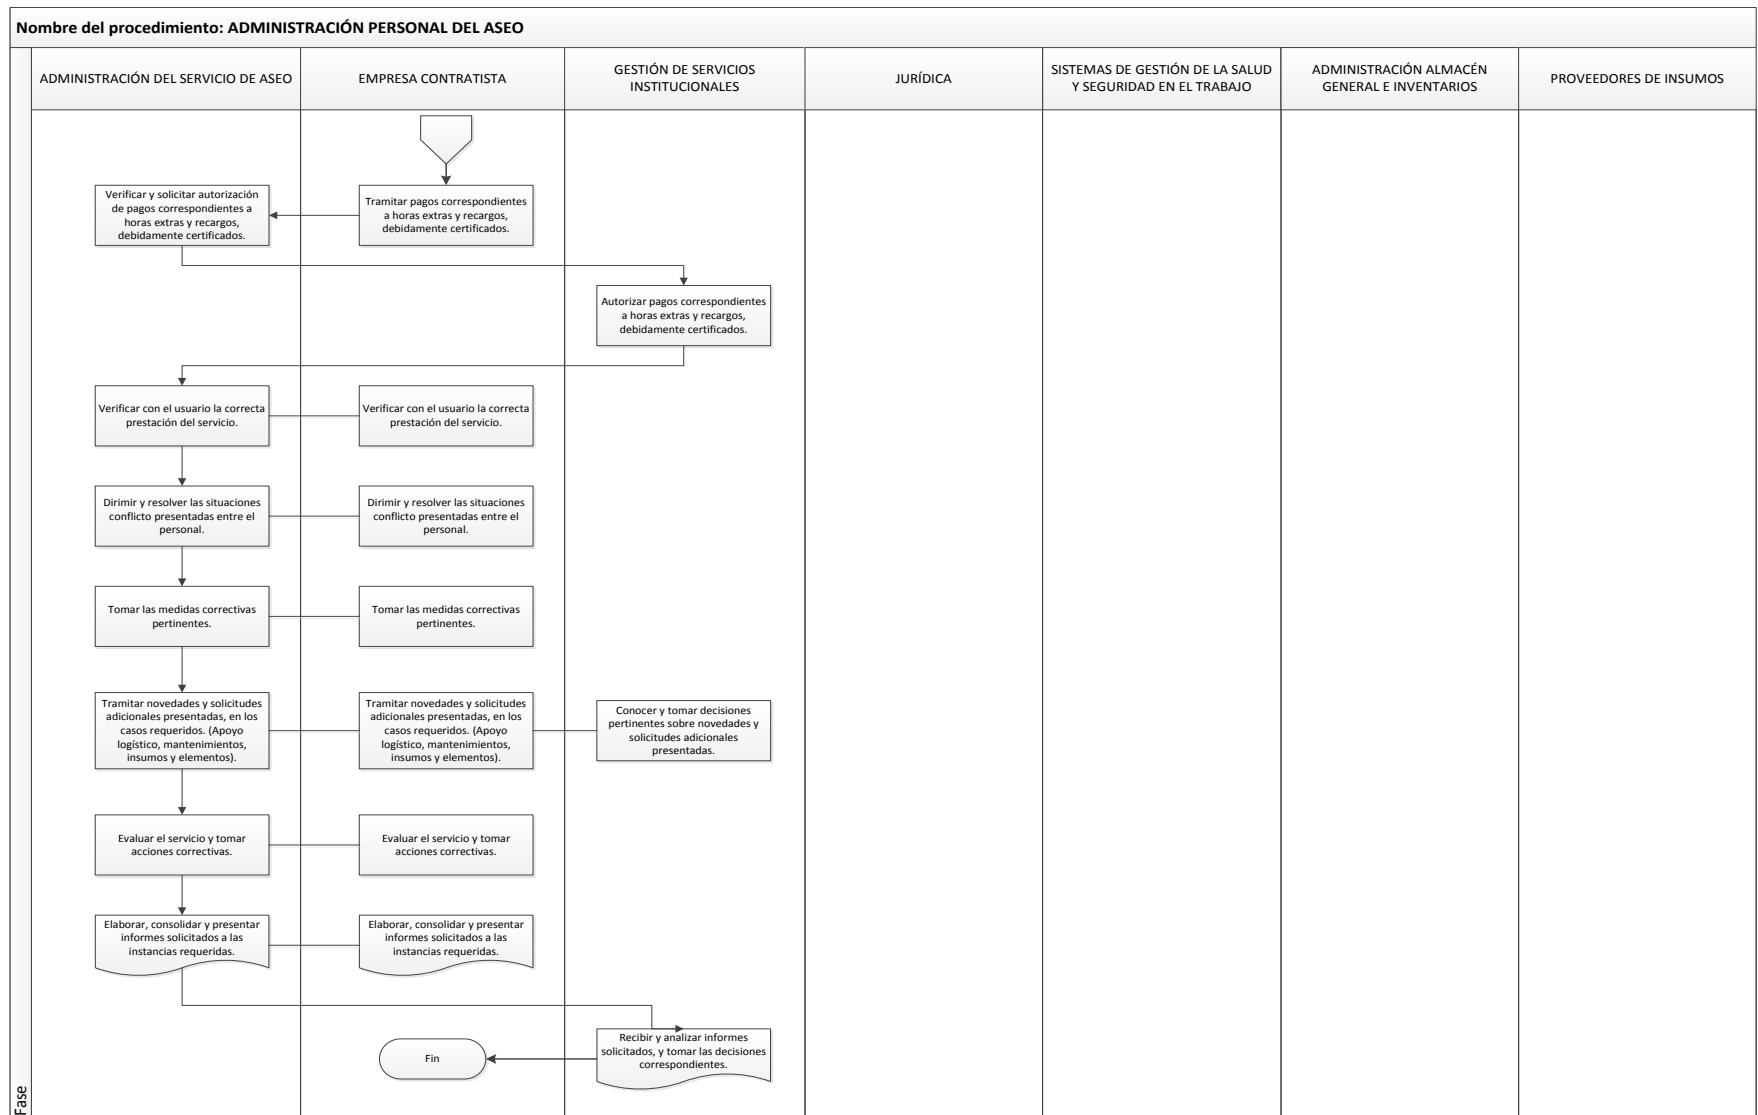 Nombre del procedimiento: ADMINISTRACIÓN PERSONAL DEL ASEO
ADMINISTRACIÓN DEL SERVICIO DE ASEO
EMPRESA CONTRATISTA
GESTIÓN DE SERVICIOS
INSTITUCIONALES
JURÍDICA
SISTEMAS DE GESTIÓN DE LA SALUD
Y SEGURIDAD EN EL TRABAJO
ADMINISTRACIÓN ALMACÉN
GENERAL E INVENTARIOS
PROVEEDORES DE INSUMOS
Verificar y solicitar autorización
de pagos correspondientes a
horas extras y recargos,
debidamente certificados.
Tramitar pagos correspondientes
a horas extras y recargos,
debidamente certificados.
Autorizar pagos correspondientes
a horas extras y recargos,
debidamente certificados.
Verificar con el usuario la correcta
prestación del servicio.
Verificar con el usuario la correcta
prestación del servicio.
Dirimir y resolver las situaciones
conflicto presentadas entre el
personal.
Dirimir y resolver las situaciones
conflicto presentadas entre el
personal.
Tomar las medidas correctivas
pertinentes.
Tomar las medidas correctivas
pertinentes.
Tramitar novedades y solicitudes
adicionales presentadas, en los
casos requeridos. (Apoyo
logístico, mantenimientos,
insumos y elementos).
Tramitar novedades y solicitudes
adicionales presentadas, en los
casos requeridos. (Apoyo
logístico, mantenimientos,
insumos y elementos).
Conocer y tomar decisiones
pertinentes sobre novedades y
solicitudes adicionales
presentadas.
Evaluar el servicio y tomar
acciones correctivas.
Evaluar el servicio y tomar
acciones correctivas.
Elaborar, consolidar y presentar
informes solicitados a las
instancias requeridas.
Elaborar, consolidar y presentar
informes solicitados a las
instancias requeridas.
Fin
Recibir y analizar informes
solicitados, y tomar las decisiones
correspondientes.
Fase